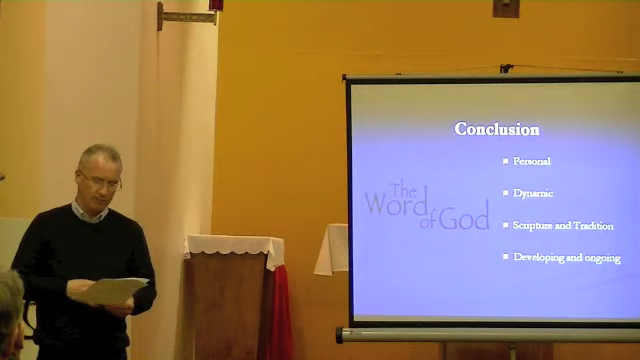 Conclusion
Personal
Dynamic
Scripture and Tradition
Developing and ongoing
The
Word
of God